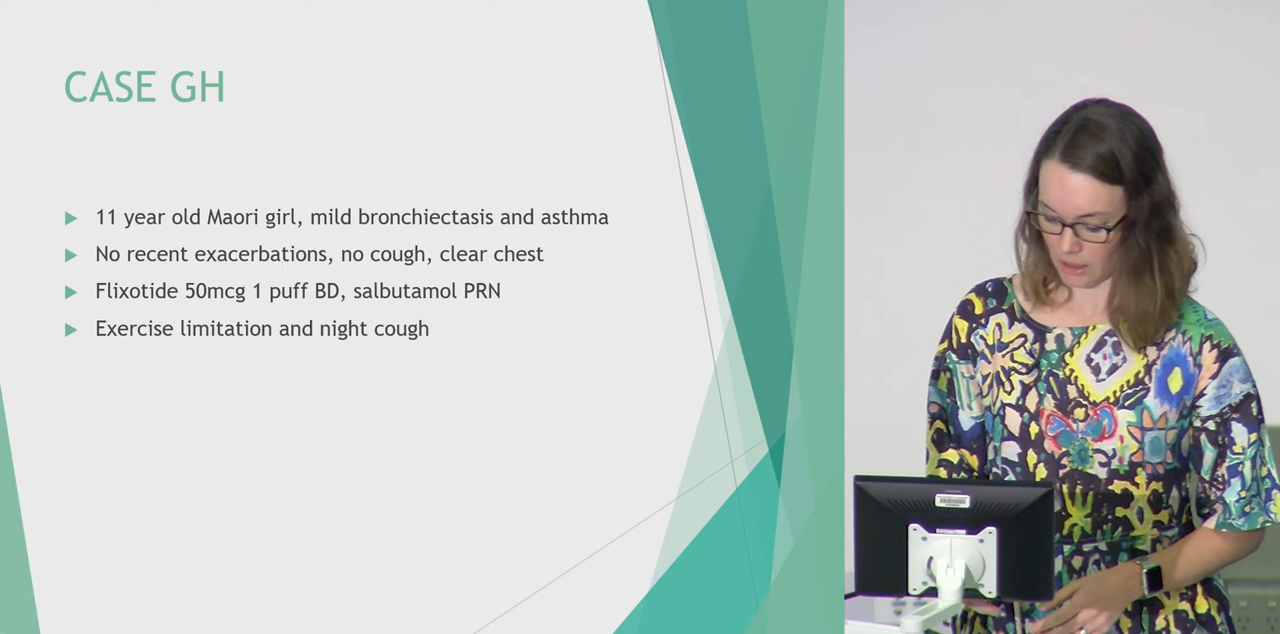 CASE GH
11 year old Maori girl, mild bronchiectasis and asthma
No recent exacerbations, no cough, clear chest
Flixotide 50mcg 1 puff BD, salbutamol PRN
Exercise limitation and night cough